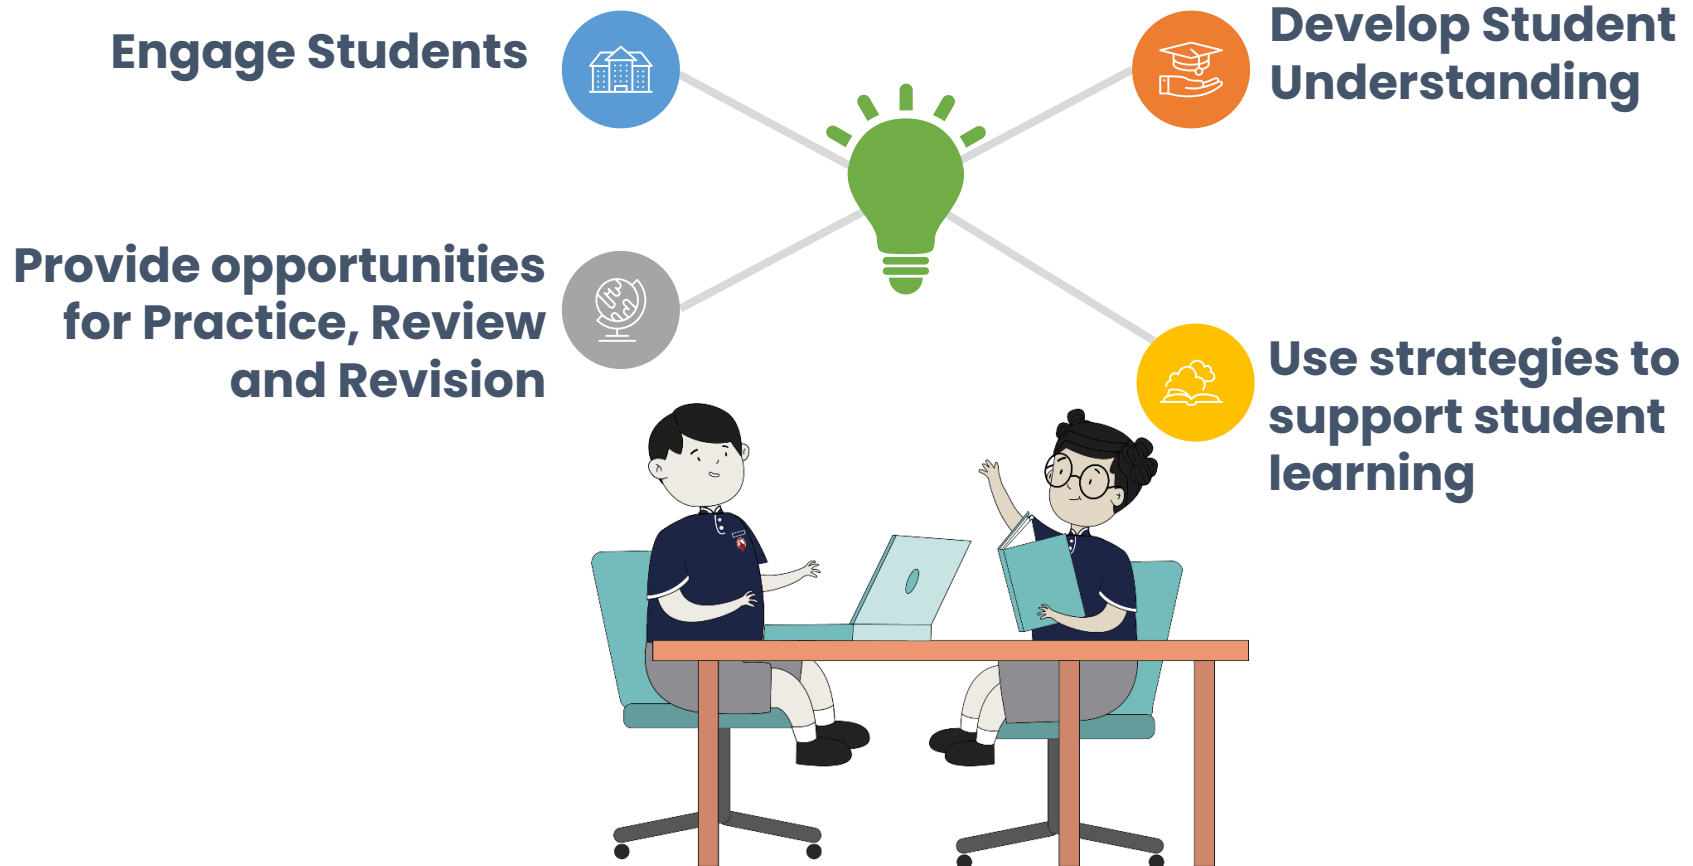 Engage Students
Develop Student
Understanding
Provide opportunities
for Practice, Review
and Revision
Use strategies to
support student
learning